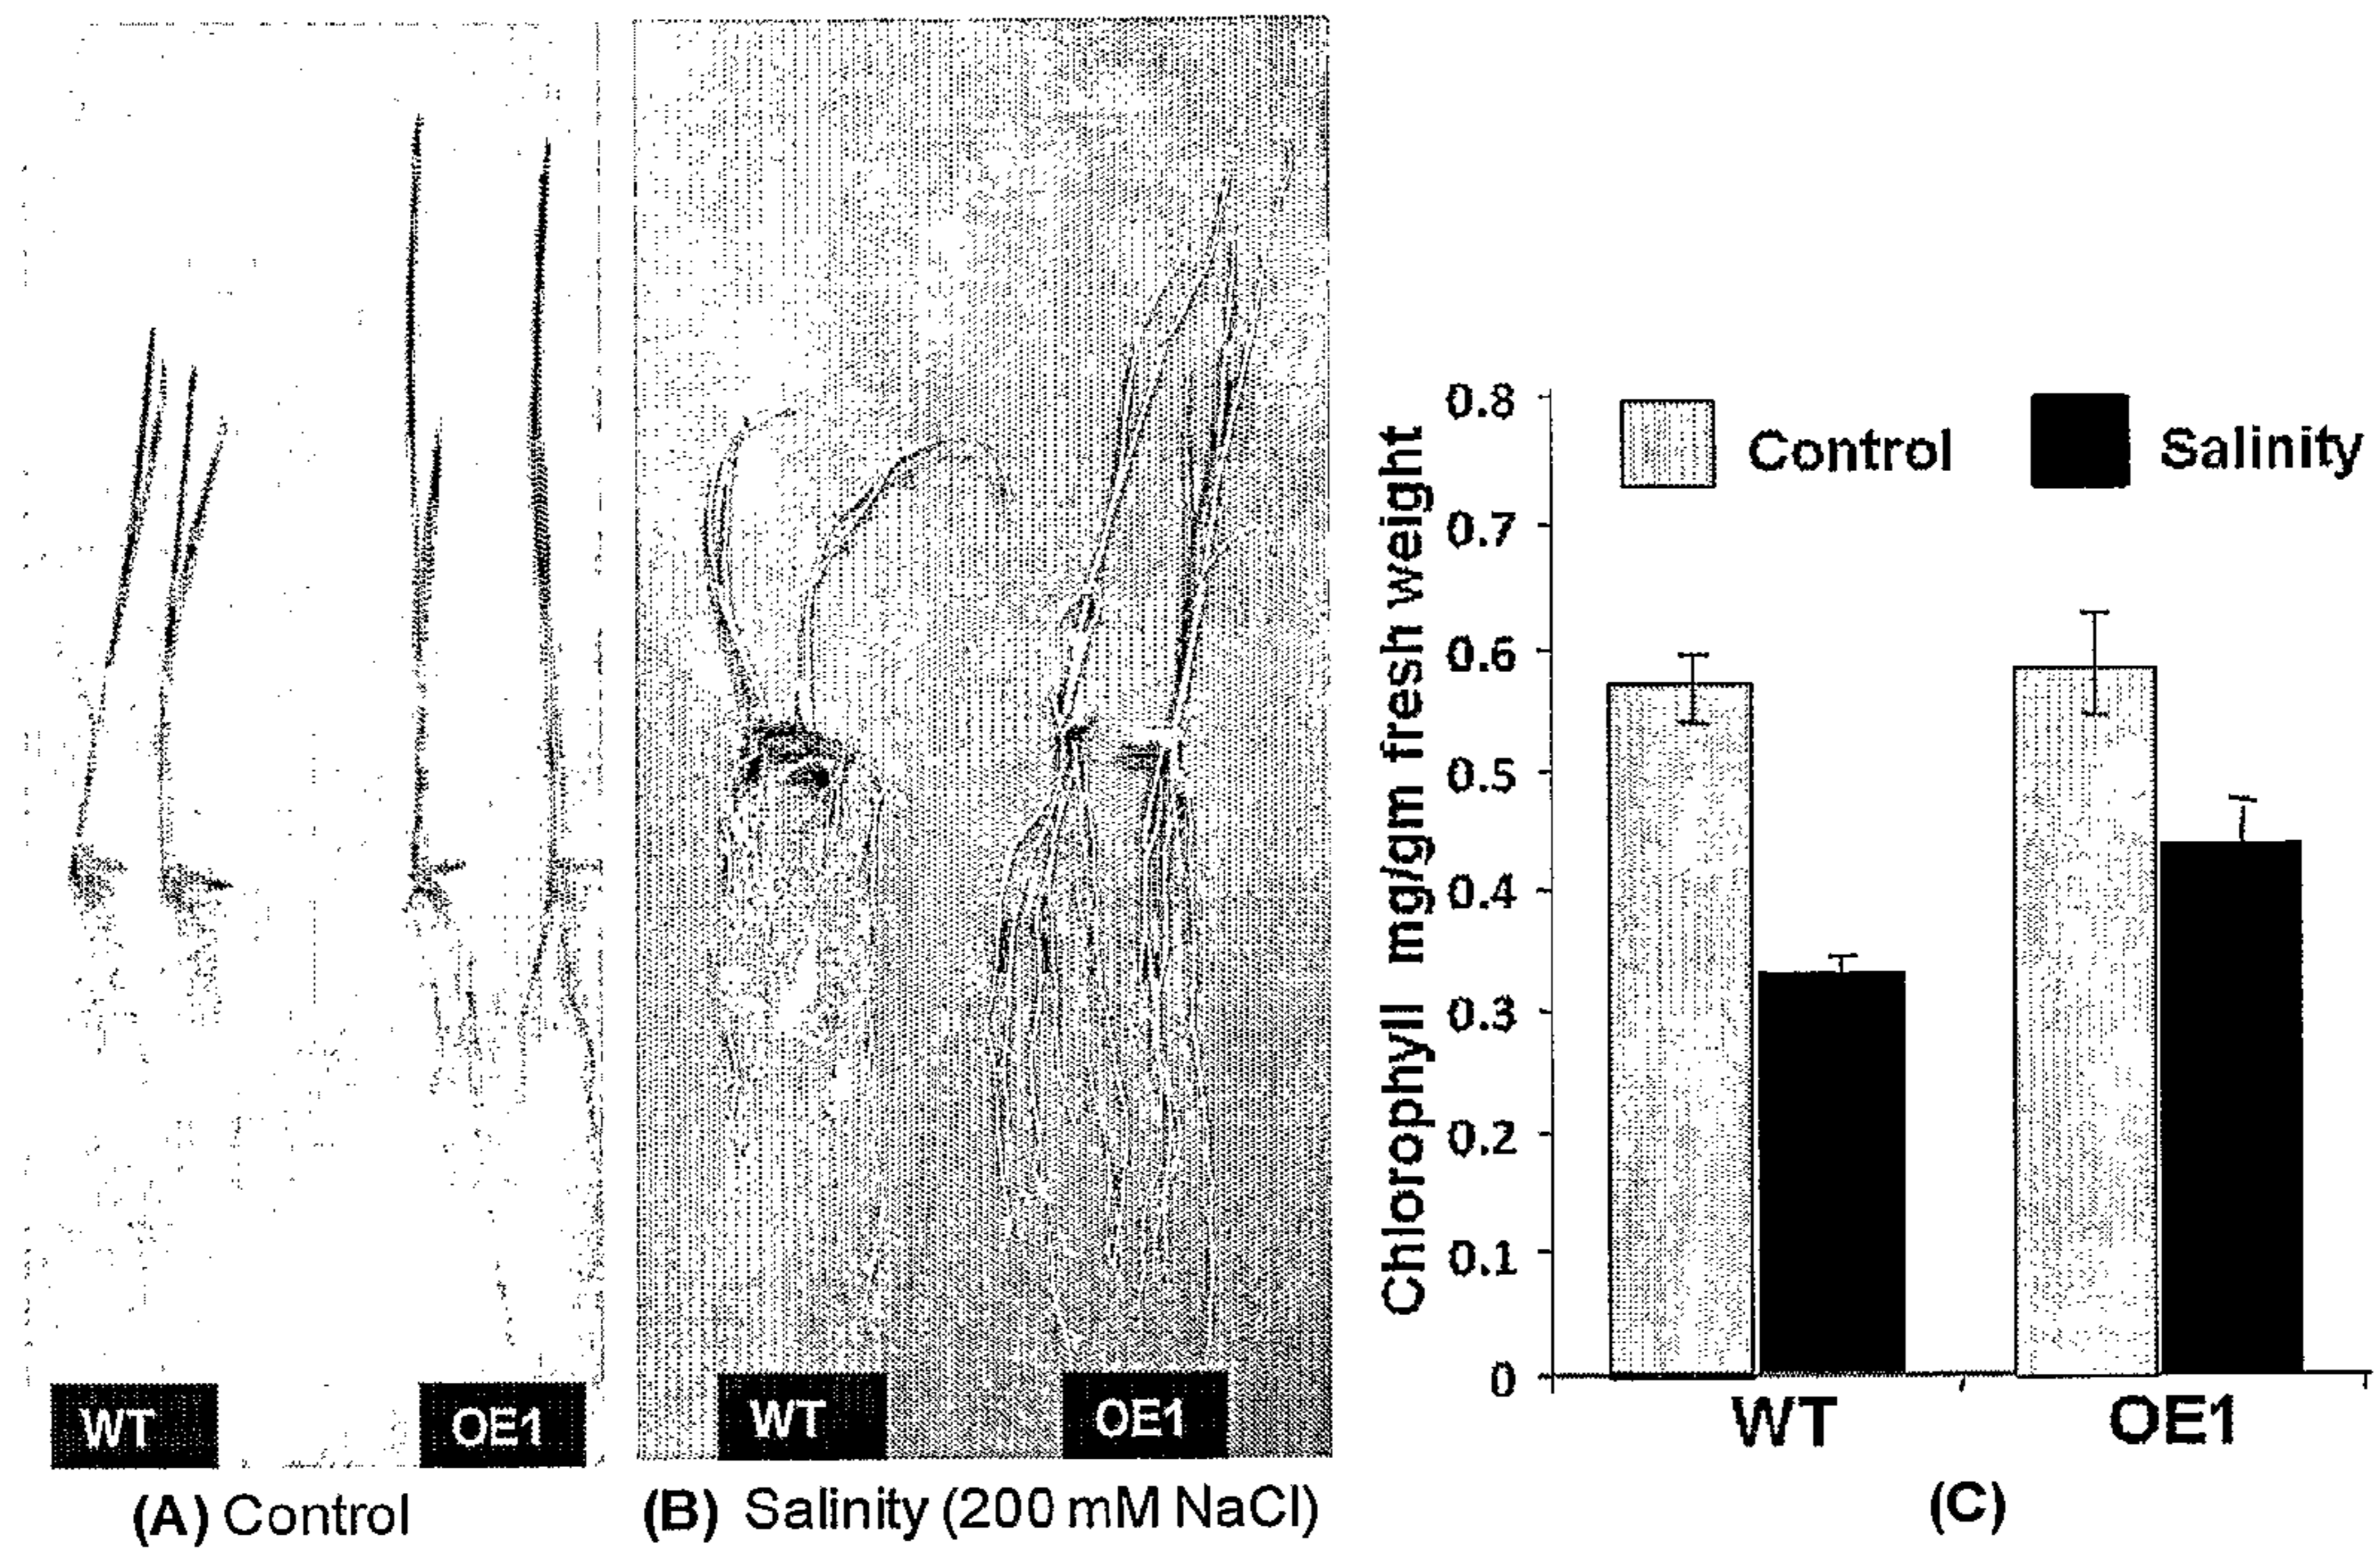 WT
OE1
(A) Control
WT
OE1
(B) Salinity (200 mM NaCl)
Chlorophyll mg/gm fresh weight
0.8
0.7
0.6
0.5
0.4
0.3
0.2
0.1
0
Control
Salinity
WT
OE1
(C)